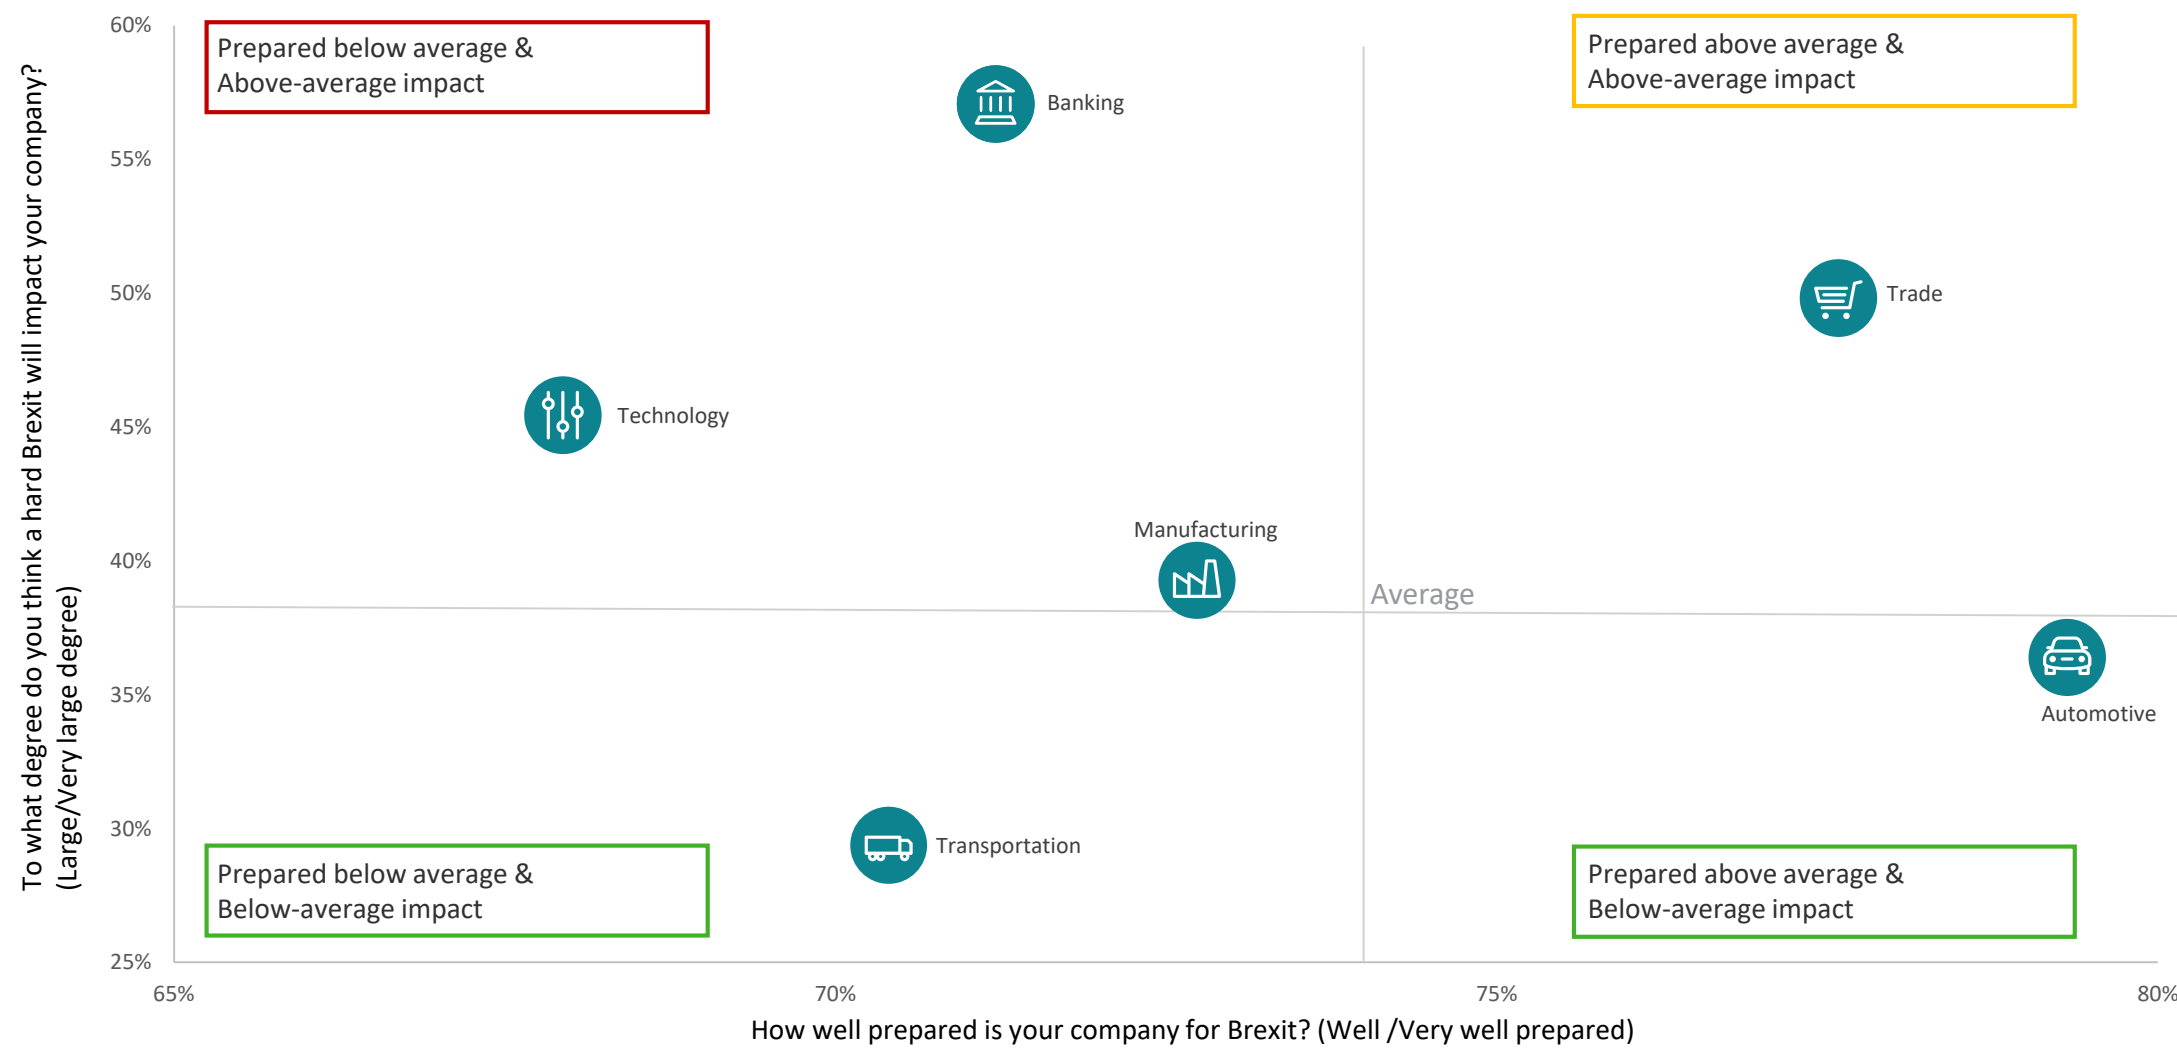 To what degree do you think a hard Brexit will impact your company?
(Large/Very large degree)
60%
55%
50%
45%
40%
35%
30%
25%
Prepared below average &
Above-average impact
Prepared above average &
Above-average impact
Banking
Trade
Technology
Manufacturing
Average
Automotive
Transportation
Prepared below average &
Below-average impact
Prepared above average &
Below-average impact
65%
70%
75%
80%
How well prepared is your company for Brexit? (Well /Very well prepared)